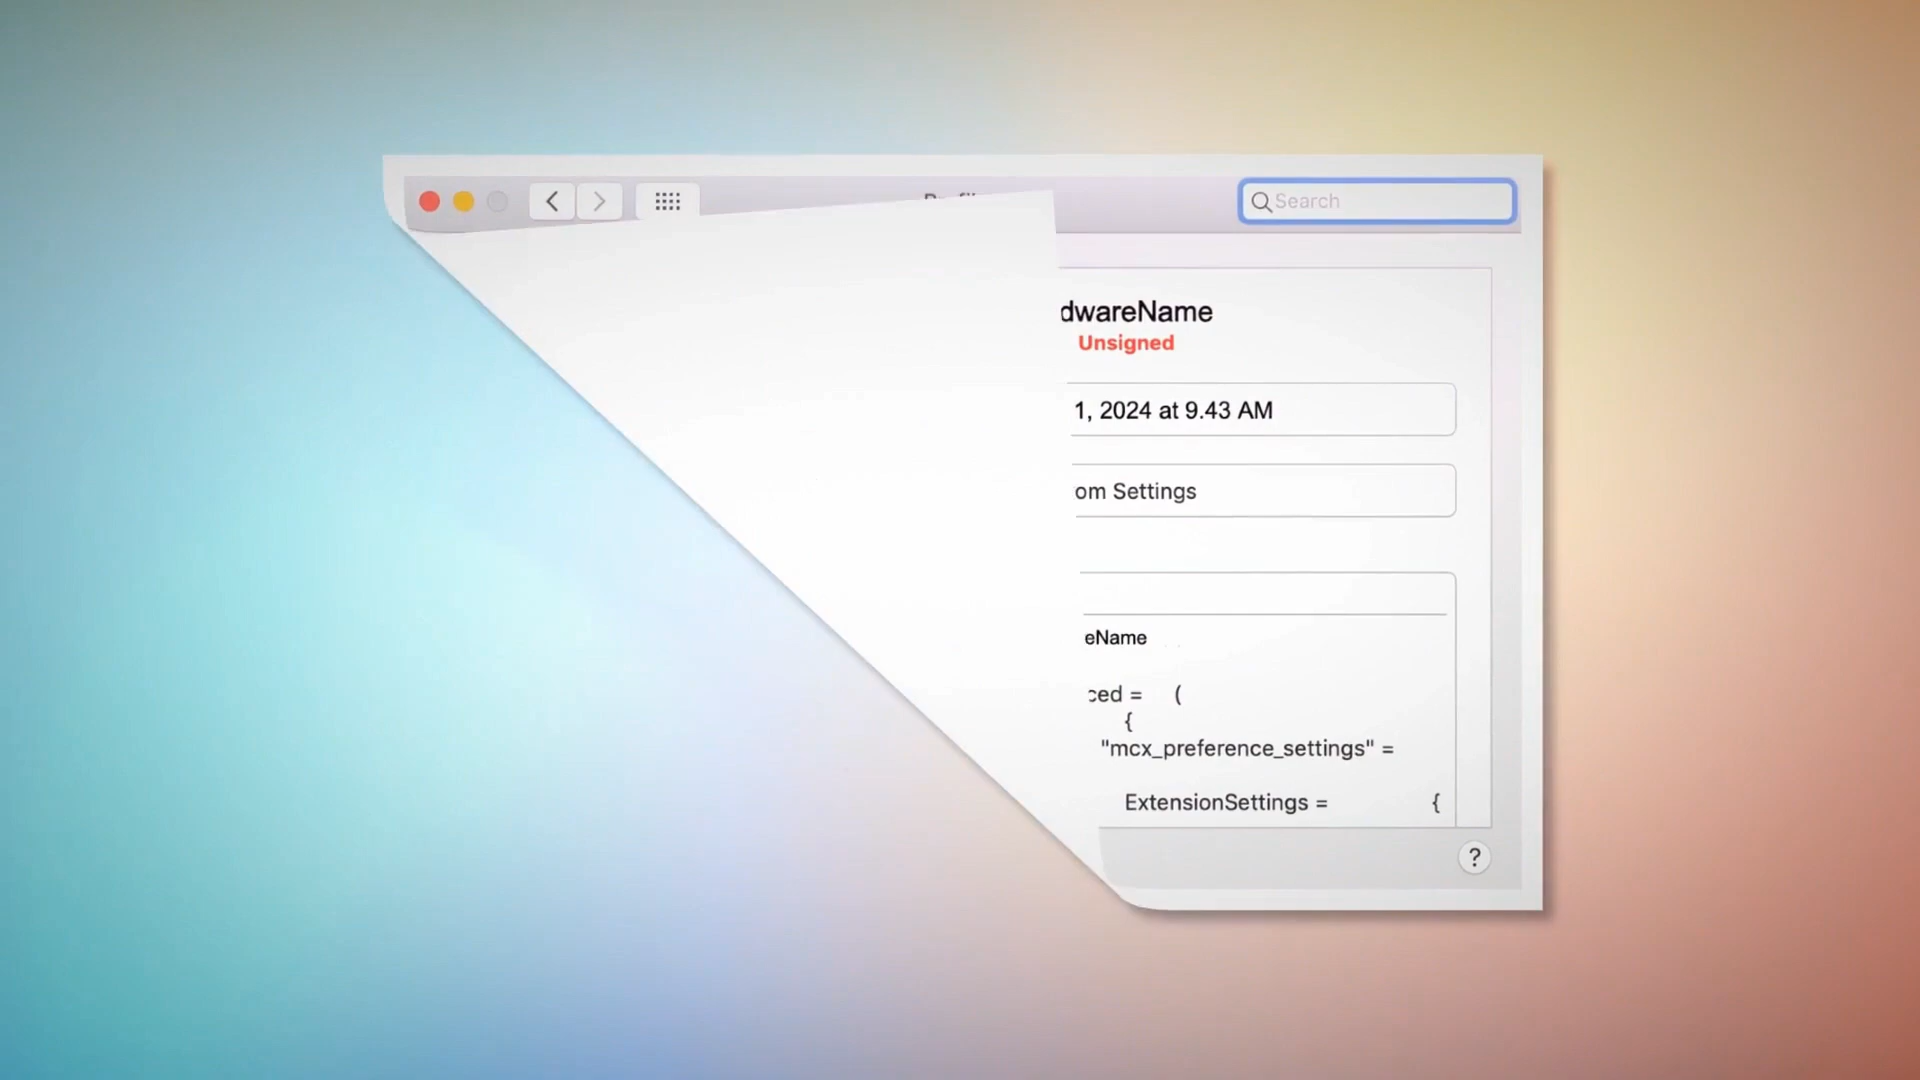 Search
dwareName
Unsigned
1, 2024 at 9.43 AM
om Settings
eName
ced = (
{
"mcx_preference_settings" =
ExtensionSettings = {
?